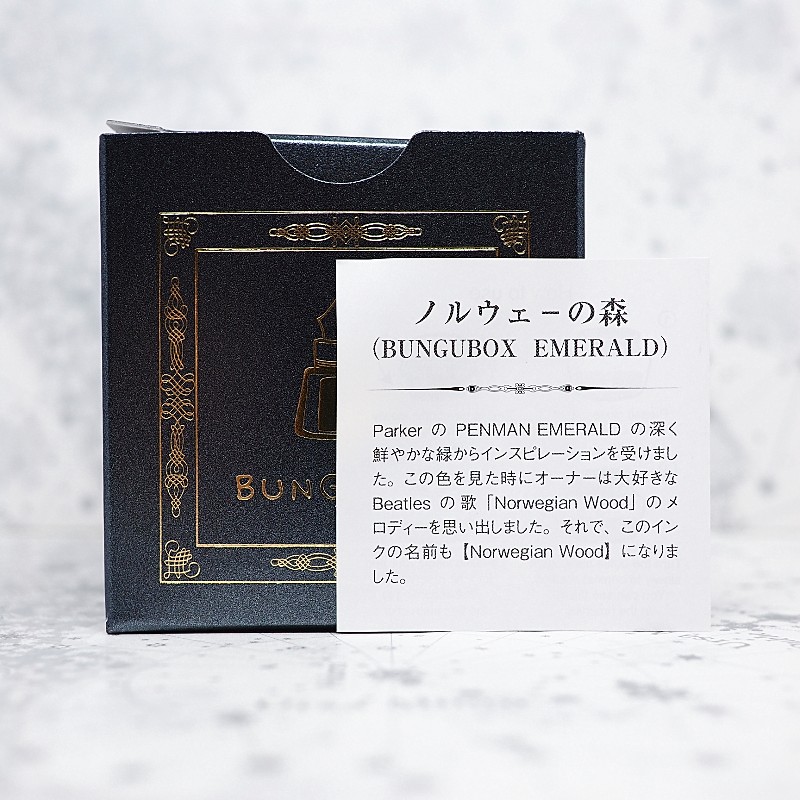 BUNG
ノルウェーの森
(BUNGUBOX EMERALD)
Parker の PENMAN EMERALD の深く
鮮やかな緑からインスピレーションを受けまし
た。この色を見た時にオーナーは大好きな
Beatles の歌「Norwegian Wood」のメ
ロディーを思い出しました。それで、このイン
クの名前も【Norwegian Wood】になりま
した。